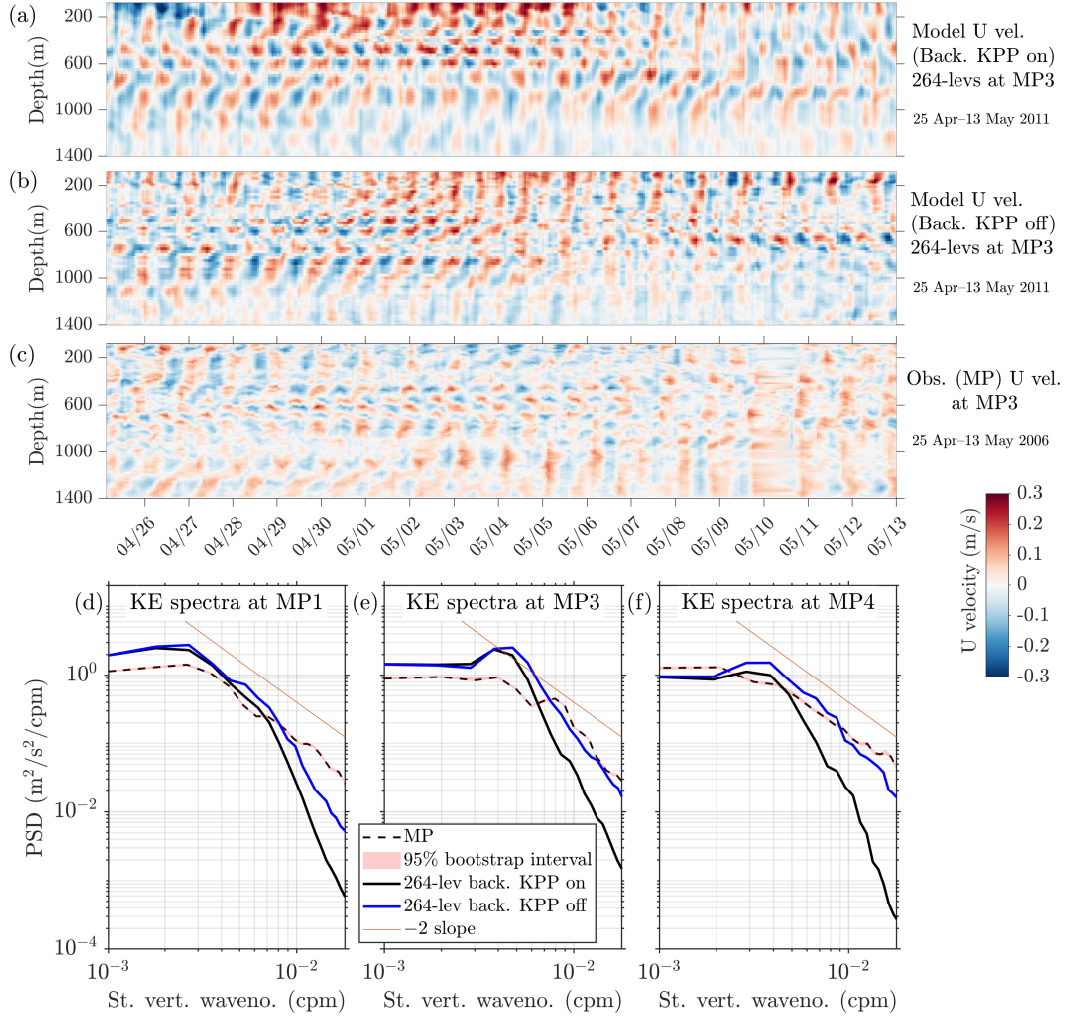 (a)
200
600
1000
1400
Depth(m)
Model U vel.
(Back. KPP on)
264-levs at MP3
25 Apr–13 May 2011
(b)
200
600
1000
1400
Depth(m)
Model U vel.
(Back. KPP off)
264-levs at MP3
25 Apr–13 May 2011
(c)
200
600
1000
1400
Depth(m)
Obs. (MP) U vel.
at MP3
25 Apr–13 May 2006
04/26 04/27 04/28 04/29 04/30 05/01 05/02 05/03 05/04 05/05 05/06 05/07 05/08 05/09 05/10 05/11 05/12 05/13
U velocity (m/s)
0.3
0.2
0.1
0
-0.1
-0.2
-0.3
(d) KE spectra at MP1
(e) KE spectra at MP3
(f) KE spectra at MP4
PSD (m²/s²/cpm)
10⁰
10⁻²
10⁻⁴
MP
95% bootstrap interval
264-lev back. KPP on
264-lev back. KPP off
−2 slope
10⁻³ 10⁻² 10⁻³ 10⁻² 10⁻³ 10⁻²
St. vert. waveno. (cpm) St. vert. waveno. (cpm) St. vert. waveno. (cpm)